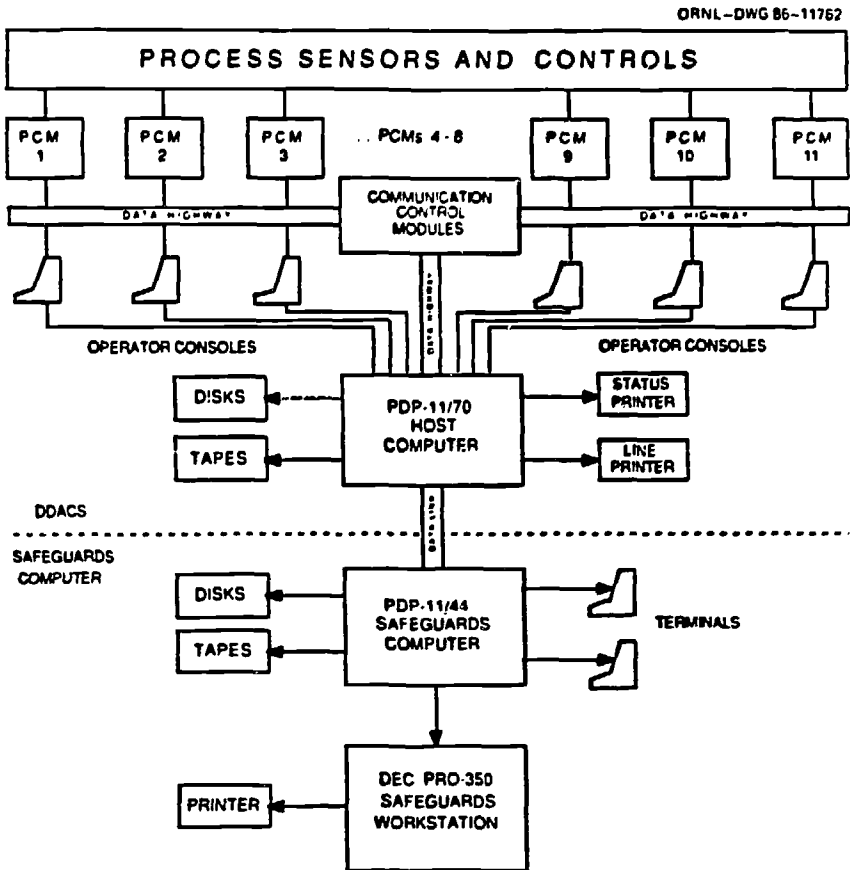 ORNL-DWG 86-11762
PROCESS SENSORS AND CONTROLS
PCM
1
PCM
2
PCM
3
... PCMs 4-8
PCM
9
PCM
10
PCM
11
COMMUNICATION
CONTROL
MODULES
DATA HIGHWAY
DATA HIGHWAY
OPERATOR CONSOLES
OPERATOR CONSOLES
DISKS
TAPES
PDP-11/70
HOST
COMPUTER
STATUS
PRINTER
LINE
PRINTER
DDACS
DATA LINK
SAFEGUARDS
COMPUTER
DISKS
TAPES
PDP-11/44
SAFEGUARDS
COMPUTER
TERMINALS
PRINTER
DEC PRO-350
SAFEGUARDS
WORKSTATION